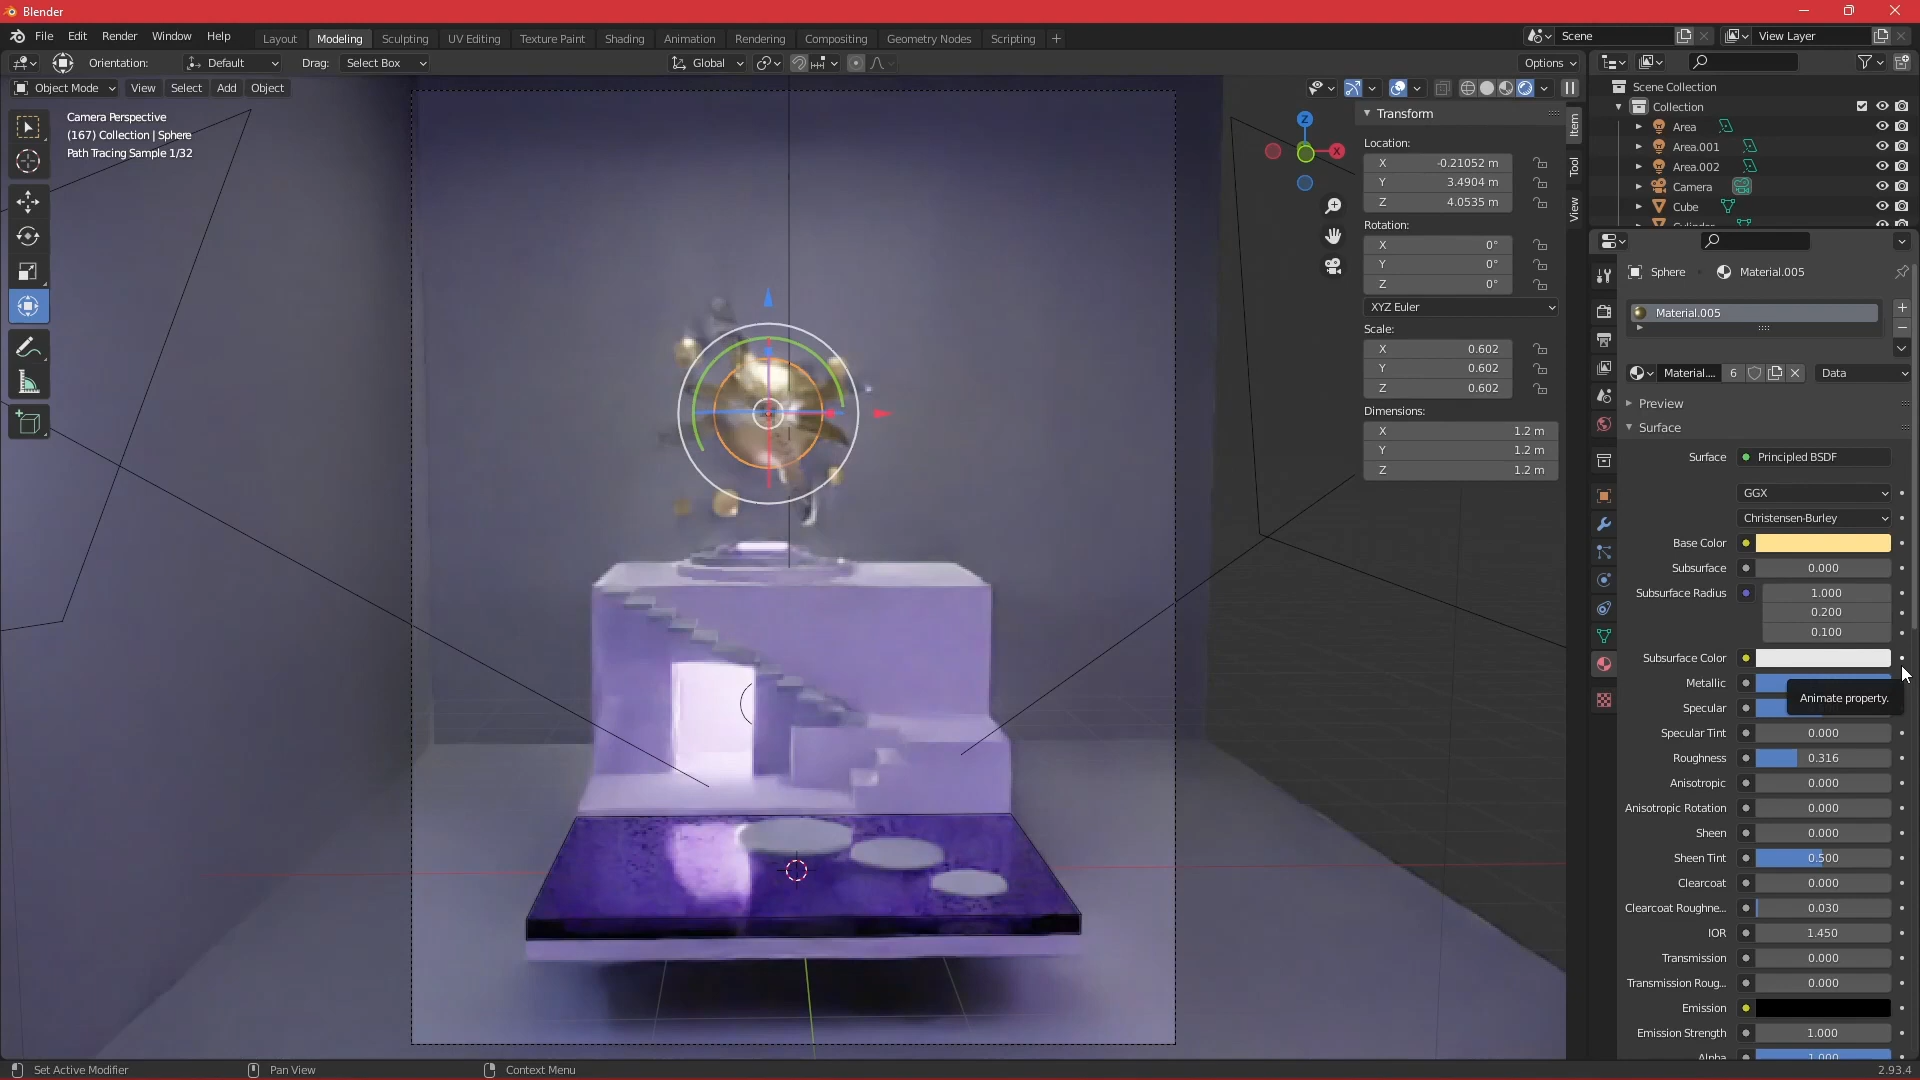 Blender
File Edit Render Window Help Layout Modeling Sculpting UV Editing Texture Paint Shading Animation Rendering Compositing Geometry Nodes Scripting + Scene View Layer
Orientation: Default Drag: Select Box Global Options
Object Mode View Select Add Object
Camera Perspective
(167) Collection | Sphere
Path Tracing Sample 1/32
Z
X
Transform
Location:
X -0.21052 m
Y 3.4904 m
Z 4.0535 m
Rotation:
X 0°
Y 0°
Z 0°
XYZ Euler
Scale:
X 0.602
Y 0.602
Z 0.602
Dimensions:
X 1.2 m
Y 1.2 m
Z 1.2 m
Item
Tool
View
Scene Collection
Collection
Area
Area.001
Area.002
Camera
Cube
Sphere Material.005
Material.005
Material.... 6 Data
Preview
Surface
Surface Principled BSDF
GGX
Christensen-Burley
Base Color
Subsurface 0.000
Subsurface Radius 1.000
0.200
0.100
Subsurface Color
Metallic
Animate property.
Specular
Specular Tint 0.000
Roughness 0.316
Anisotropic 0.000
Anisotropic Rotation 0.000
Sheen 0.000
Sheen Tint 0.500
Clearcoat 0.000
Clearcoat Roughne... 0.030
IOR 1.450
Transmission 0.000
Transmission Roug... 0.000
Emission
Emission Strength 1.000
Alpha 1.000
Set Active Modifier Pan View Context Menu 2.93.4